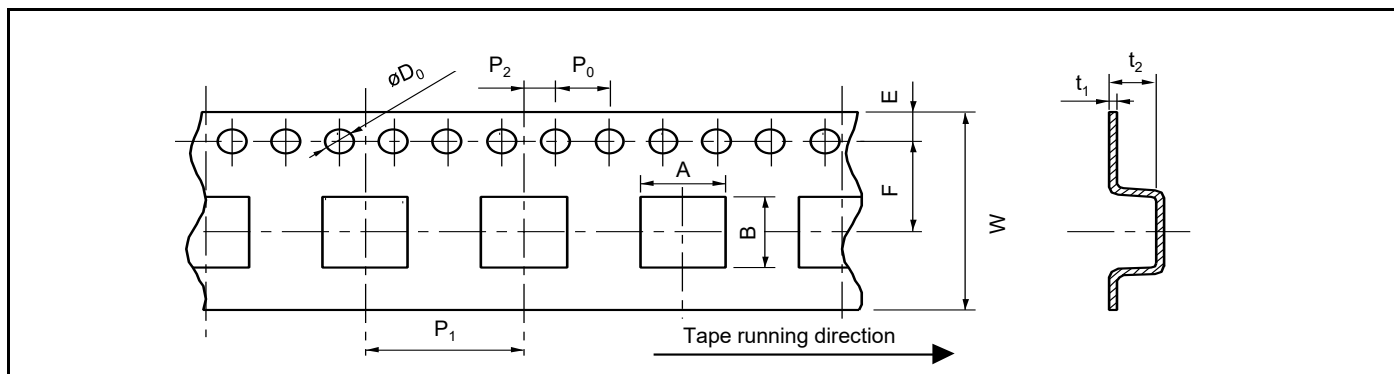 øD₀
P₂
P₀
E
t₂
t₁
A
F
B
W
P₁
Tape running direction